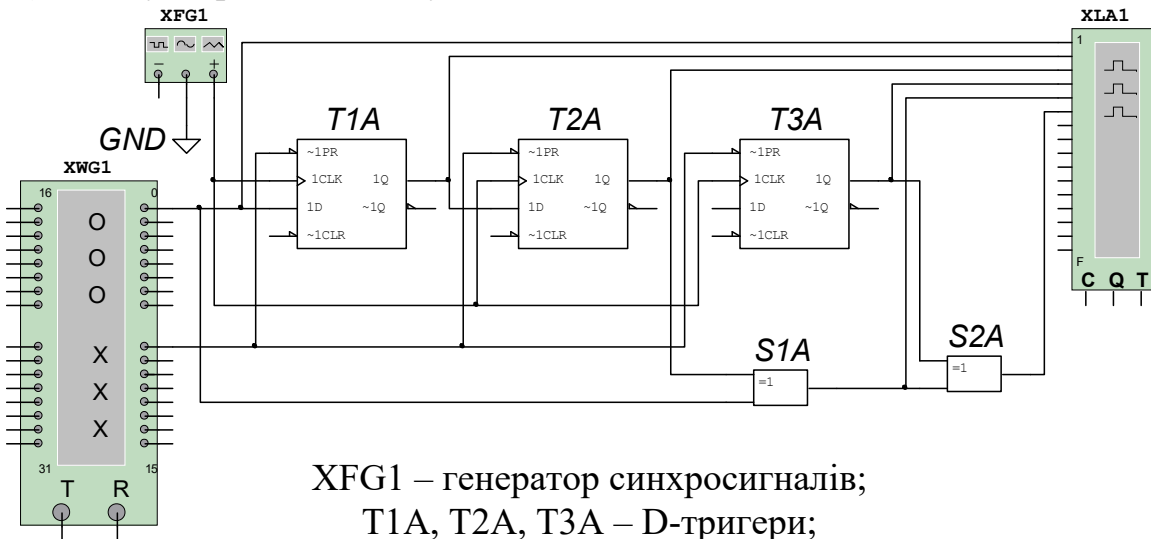 XFG1
XLA1
1
T1A
T2A
T3A
GND
~1PR
1CLK 1Q
1D ~1Q
~1CLR
~1PR
1CLK 1Q
1D ~1Q
~1CLR
~1PR
1CLK 1Q
1D ~1Q
~1CLR
XWG1
16 0
O
O
O
X
X
X
31 15
T R
F
C Q T
S1A
=1
S2A
=1
XFG1 – генератор синхросигналів;
T1A, T2A, T3A – D-тригери;